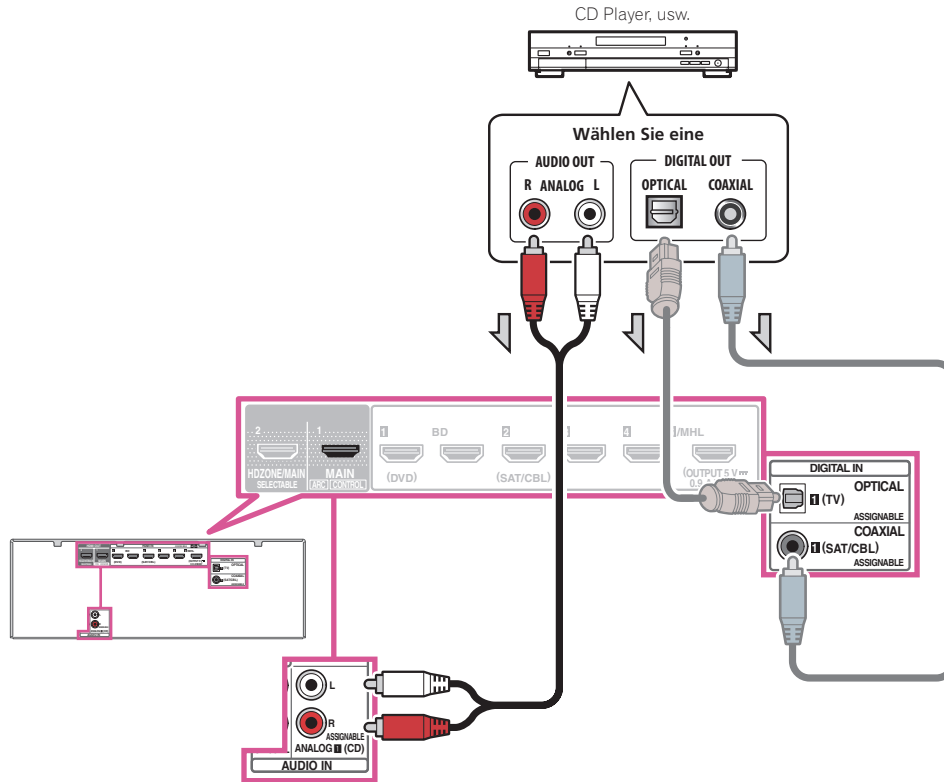 CD Player, usw.
Wählen Sie eine
AUDIO OUT
DIGITAL OUT
R ANALOG L
OPTICAL
COAXIAL
2
1
1
BD
2
4
/MHL
HDZONE/MAIN
SELECTABLE
MAIN
ARC CONTROL
(DVD)
(SAT/CBL)
(OUTPUT 5 V
DIGITAL IN
OPTICAL
1 (TV)
ASSIGNABLE
COAXIAL
1 (SAT/CBL)
ASSIGNABLE
L
R
ASSIGNABLE
ANALOG 1 (CD)
AUDIO IN